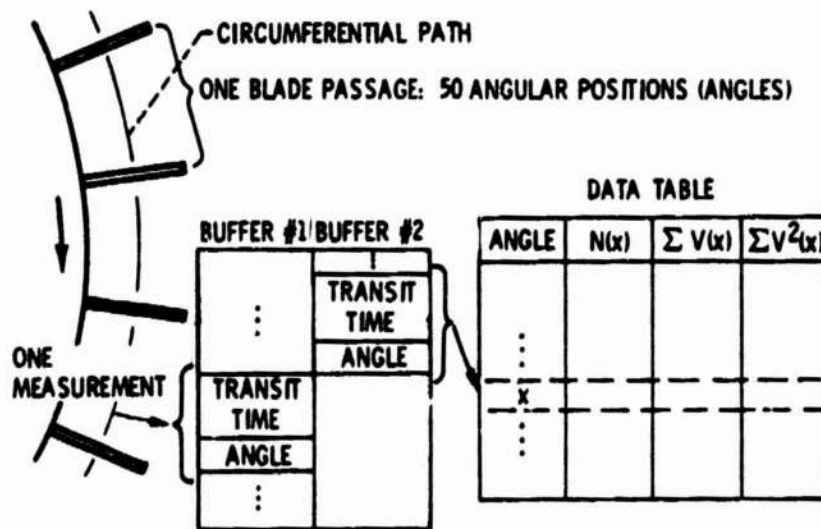 CIRCUMFERENTIAL PATH
ONE BLADE PASSAGE: 50 ANGULAR POSITIONS (ANGLES)
DATA TABLE
BUFFER #1 BUFFER #2
ANGLE N(x) ∑ V(x) ∑V²(x)
TRANSIT
TIME
ANGLE
ONE
MEASUREMENT
TRANSIT
TIME
ANGLE
x